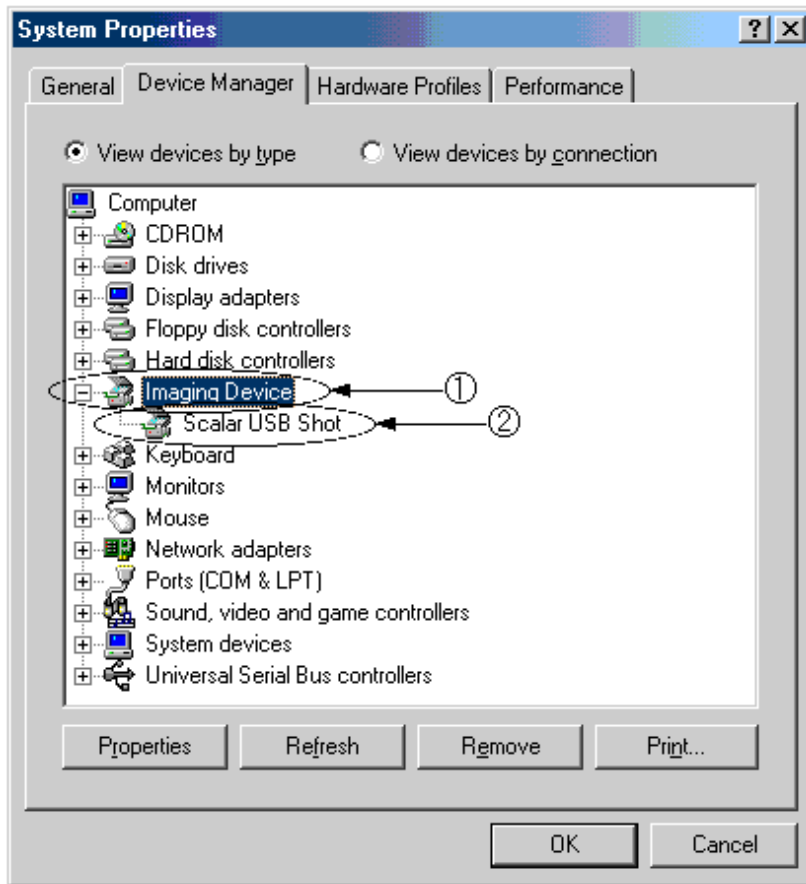 System Properties
General Device Manager Hardware Profiles Performance
View devices by type View devices by connection
Computer
CDROM
Disk drives
Display adapters
Floppy disk controllers
Hard disk controllers
Imaging Device ①
Scalar USB Shot ②
Keyboard
Monitors
Mouse
Network adapters
Ports (COM & LPT)
Sound, video and game controllers
System devices
Universal Serial Bus controllers
Properties Refresh Remove Print...
OK Cancel